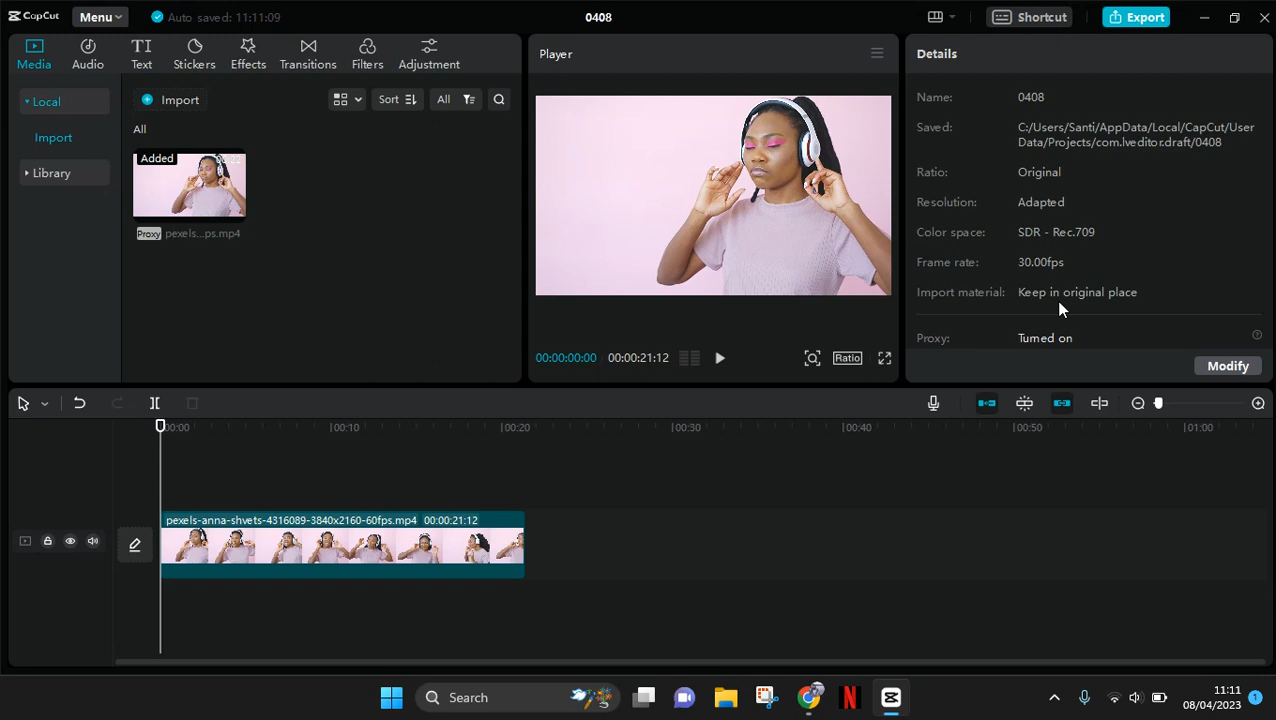 CapCut
Menu
Auto saved: 11:11:09
0408
Shortcut
Export
Media
Audio
Text
Stickers
Effects
Transitions
Filters
Adjustment
Local
Import
Library
Import
Sort
All
All
Added
Proxy
pexels...ps.mp4
Player
00:00:00:00
00:00:21:12
Ratio
Details
Name: 0408
Saved: C:/Users/Santi/AppData/Local/CapCut/User
Data/Projects/com.lveditor.draft/0408
Ratio: Original
Resolution: Adapted
Color space: SDR - Rec.709
Frame rate: 30.00fps
Import material: Keep in original place
Proxy: Turned on
Modify
00:00
00:10
00:20
00:30
00:40
00:50
01:00
pexels-anna-shvets-4316089-3840x2160-60fps.mp4 00:00:21:12
Search
11:11
08/04/2023
1